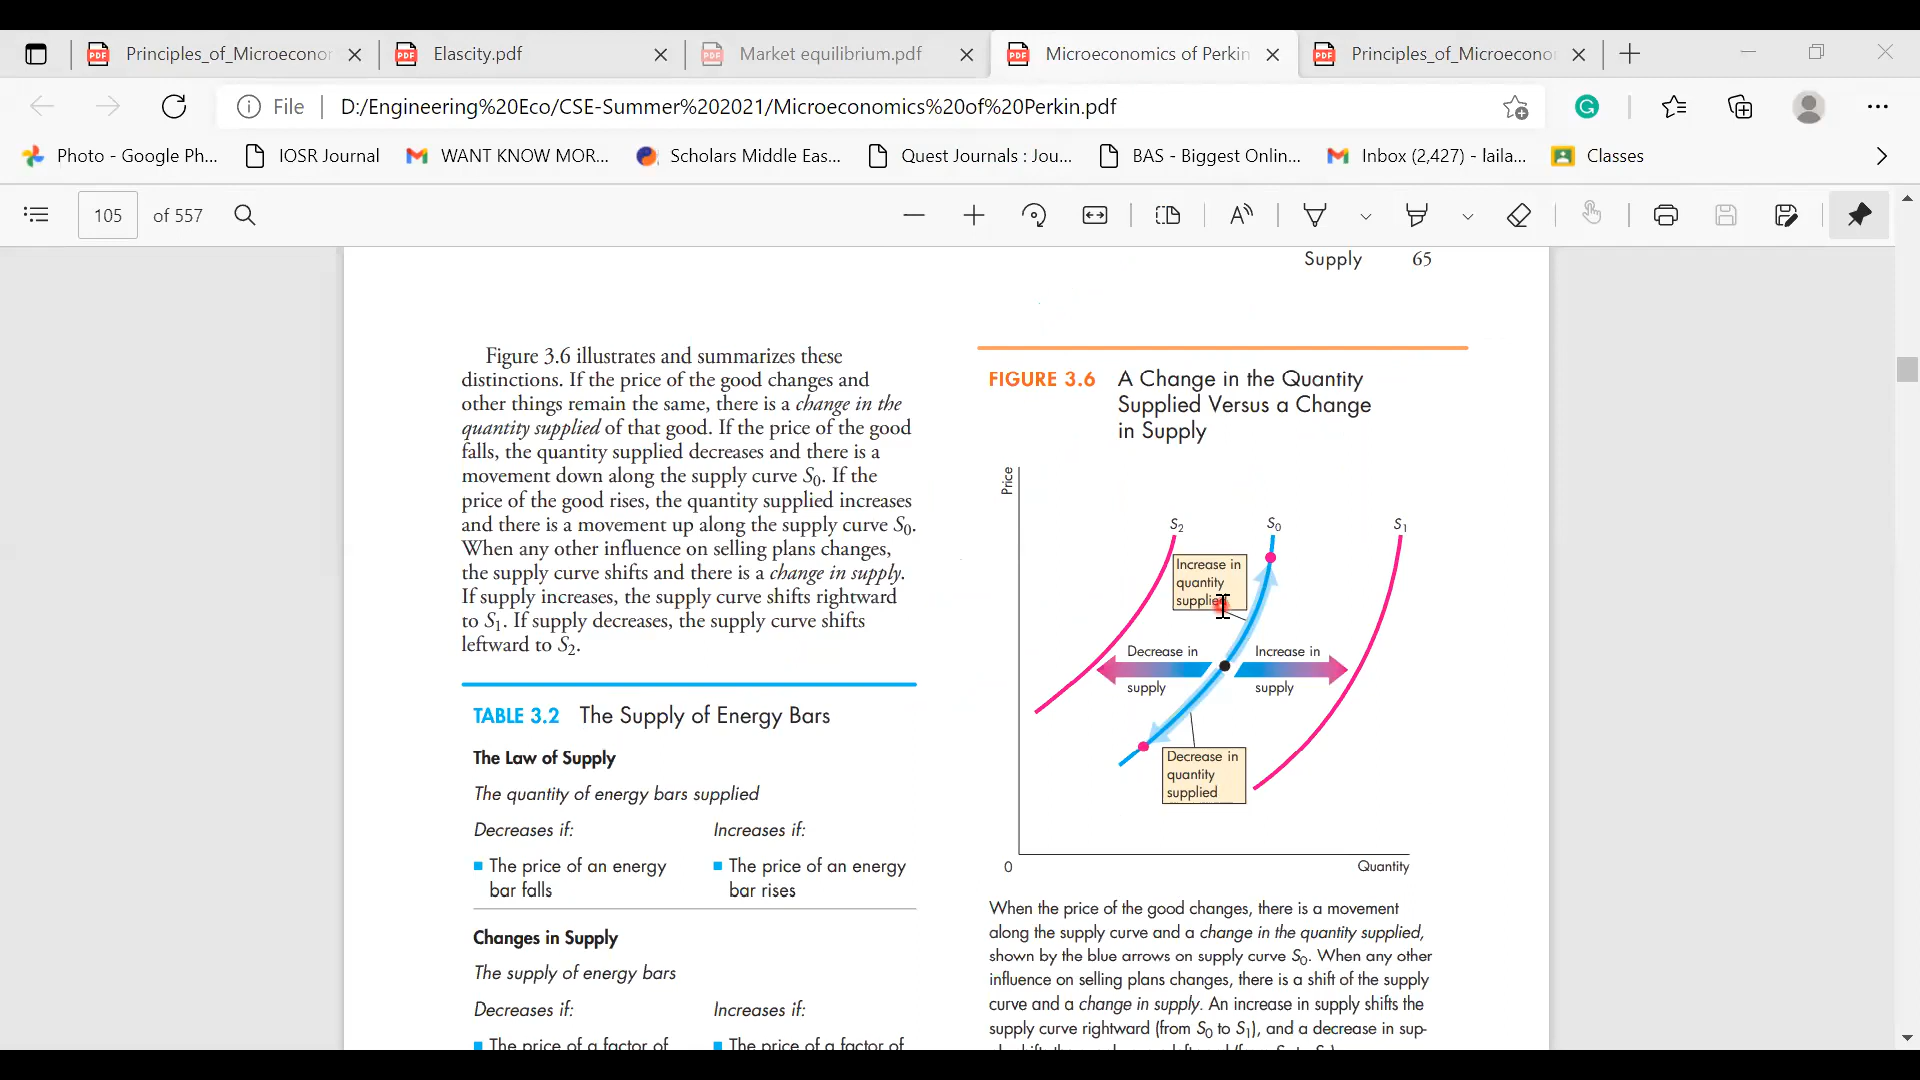 Principles_of_Microeconor
Elascity.pdf
Market equilibrium.pdf
Microeconomics of Perkin
Principles_of_Microecono
File
D:/Engineering%20Eco/CSE-Summer%202021/Microeconomics%20of%20Perkin.pdf
Photo - Google Ph...
IOSR Journal
WANT KNOW MOR...
Scholars Middle Eas...
Quest Journals : Jou...
BAS - Biggest Onlin...
Inbox (2,427) - laila...
Classes
105 of 557
Supply 65
Figure 3.6 illustrates and summarizes these
distinctions. If the price of the good changes and
other things remain the same, there is a change in the
quantity supplied of that good. If the price of the good
falls, the quantity supplied decreases and there is a
movement down along the supply curve S0. If the
price of the good rises, the quantity supplied increases
and there is a movement up along the supply curve S0.
When any other influence on selling plans changes,
the supply curve shifts and there is a change in supply.
If supply increases, the supply curve shifts rightward
to S1. If supply decreases, the supply curve shifts
leftward to S2.
TABLE 3.2 The Supply of Energy Bars
The Law of Supply
The quantity of energy bars supplied
Decreases if: Increases if:
The price of an energy
bar falls
The price of an energy
bar rises
Changes in Supply
The supply of energy bars
Decreases if: Increases if:
The price of a factor of
The price of a factor of
FIGURE 3.6 A Change in the Quantity
Supplied Versus a Change
in Supply
Price
S2
S0
S1
Increase in
quantity
supplied
Decrease in
supply
Increase in
supply
Decrease in
quantity
supplied
0
Quantity
When the price of the good changes, there is a movement
along the supply curve and a change in the quantity supplied,
shown by the blue arrows on supply curve S0. When any other
influence on selling plans changes, there is a shift of the supply
curve and a change in supply. An increase in supply shifts the
supply curve rightward (from S0 to S1), and a decrease in sup-